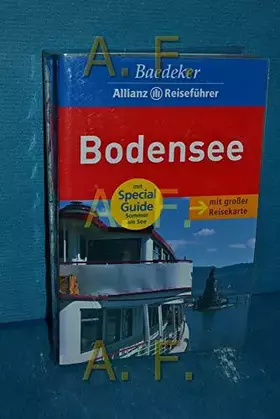 A. F.
Baedeker
Allianz Reiseführer
Bodensee
mit
Special
Guide
Sommer
am See
mit großer
Reisekarte
A. F.
A. F.
A. F.